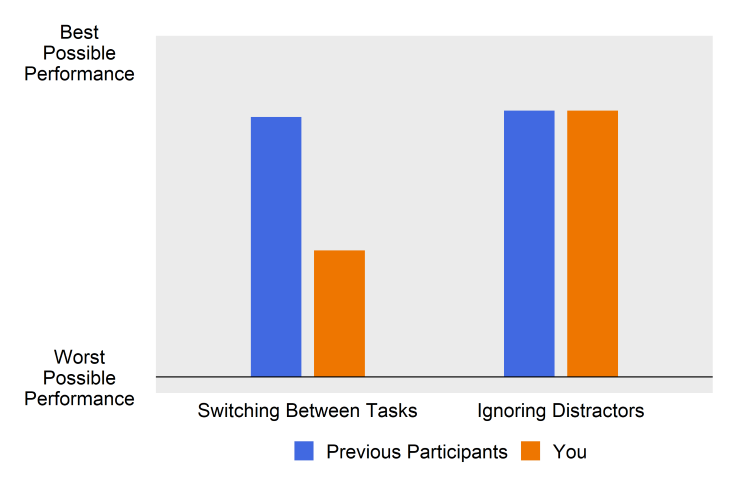 Best
Possible
Performance
Worst
Possible
Performance
Switching Between Tasks
Ignoring Distractors
Previous Participants
You